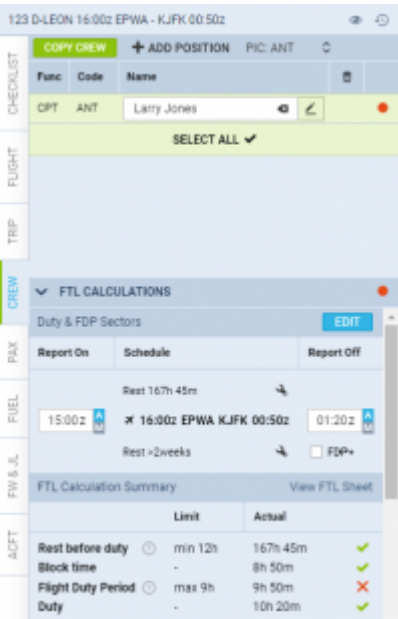 123 D-LEON 16:00z EPWA - KJFK 00:50z
COPY CREW + ADD POSITION PIC: ANT
Func Code Name
CPT ANT Larry Jones
SELECT ALL ✔
CHECKLIST
FLIGHT
TRIP
CREW
PAX
FUEL
FW & JL
ACFT
FTL CALCULATIONS
Duty & FDP Sectors EDIT
Report On Schedule Report Off
Rest 167h 45m
15:00z A 16:00z EPWA KJFK 00:50z 01:20z A
Rest >2weeks FDP+
FTL Calculation Summary View FTL Sheet
Limit Actual
Rest before duty ? min 12h 167h 45m
Block time - 8h 50m
Flight Duty Period ? max 9h 9h 50m
Duty - 10h 20m